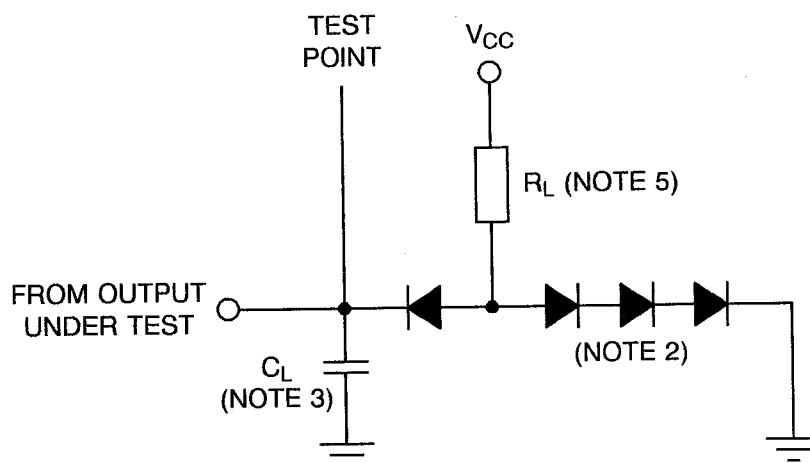 TEST
POINT
VCC
RL (NOTE 5)
FROM OUTPUT
UNDER TEST
CL
(NOTE 3)
(NOTE 2)